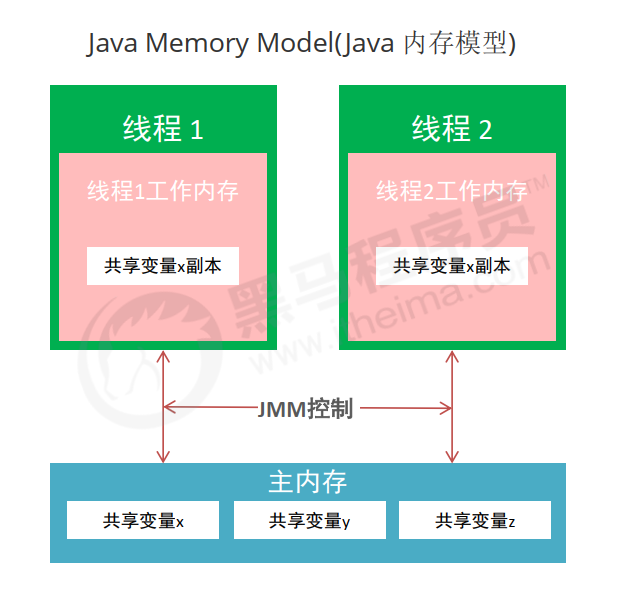 Java Memory Model(Java 内存模型)
线程 1
线程 2
线程1工作内存
线程2工作内存
共享变量x副本
共享变量x副本
黑马程序员™
www.itheima.com
JMM控制
主内存
共享变量x
共享变量y
共享变量z